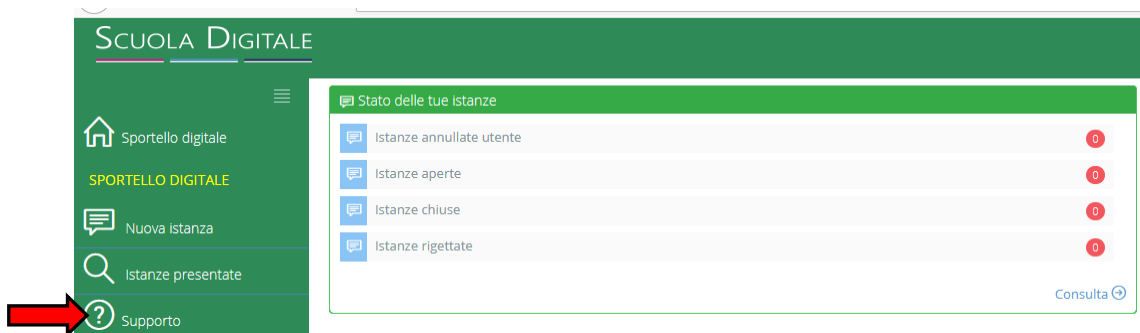 SCUOLA DIGITALE
Sportello digitale
SPORTELLO DIGITALE
Nuova istanza
Istanze presentate
Supporto
Stato delle tue istanze
Istanze annullate utente 0
Istanze aperte 0
Istanze chiuse 0
Istanze rigettate 0
Consulta